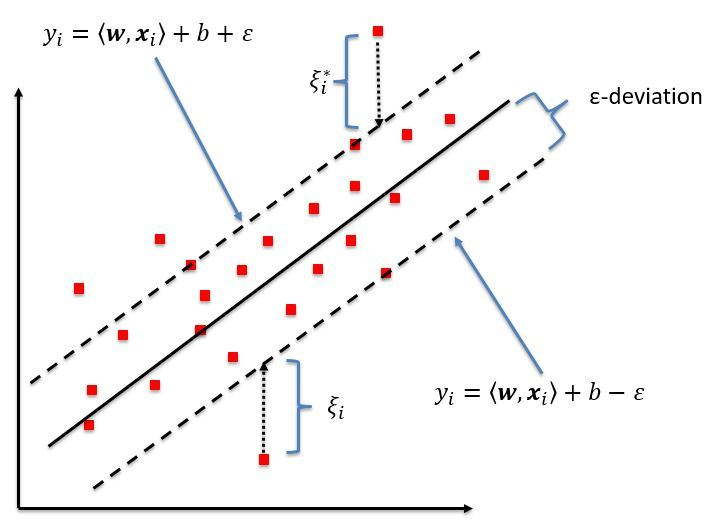 yᵢ = ⟨w, xᵢ⟩ + b + ε
ξᵢ*
ε-deviation
yᵢ = ⟨w, xᵢ⟩ + b − ε
ξᵢ